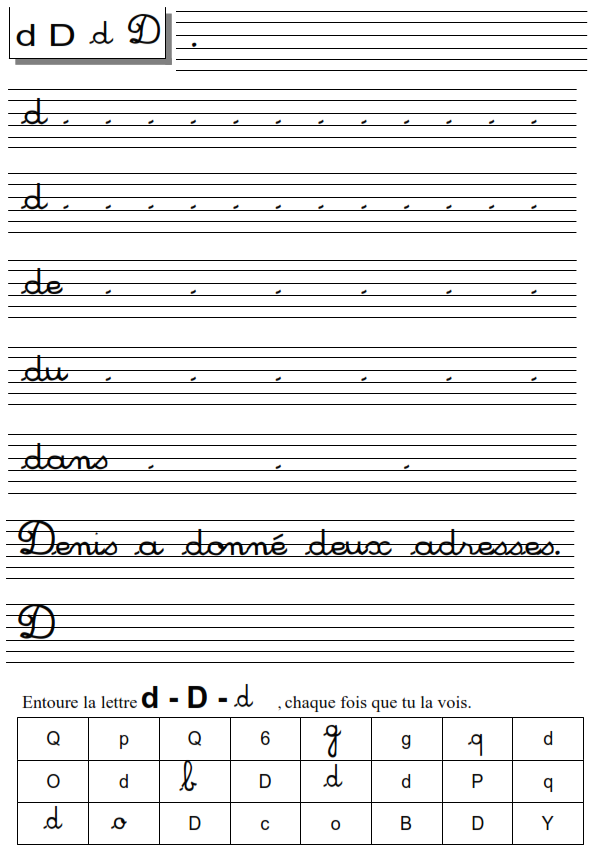 d D d D .
d
d
de
du
dans
Denis a donné deux adresses.
D
Entoure la lettre d - D - d , chaque fois que tu la vois.
Q p Q 6 g g q d
O d b D d d P q
d o D c o B D Y